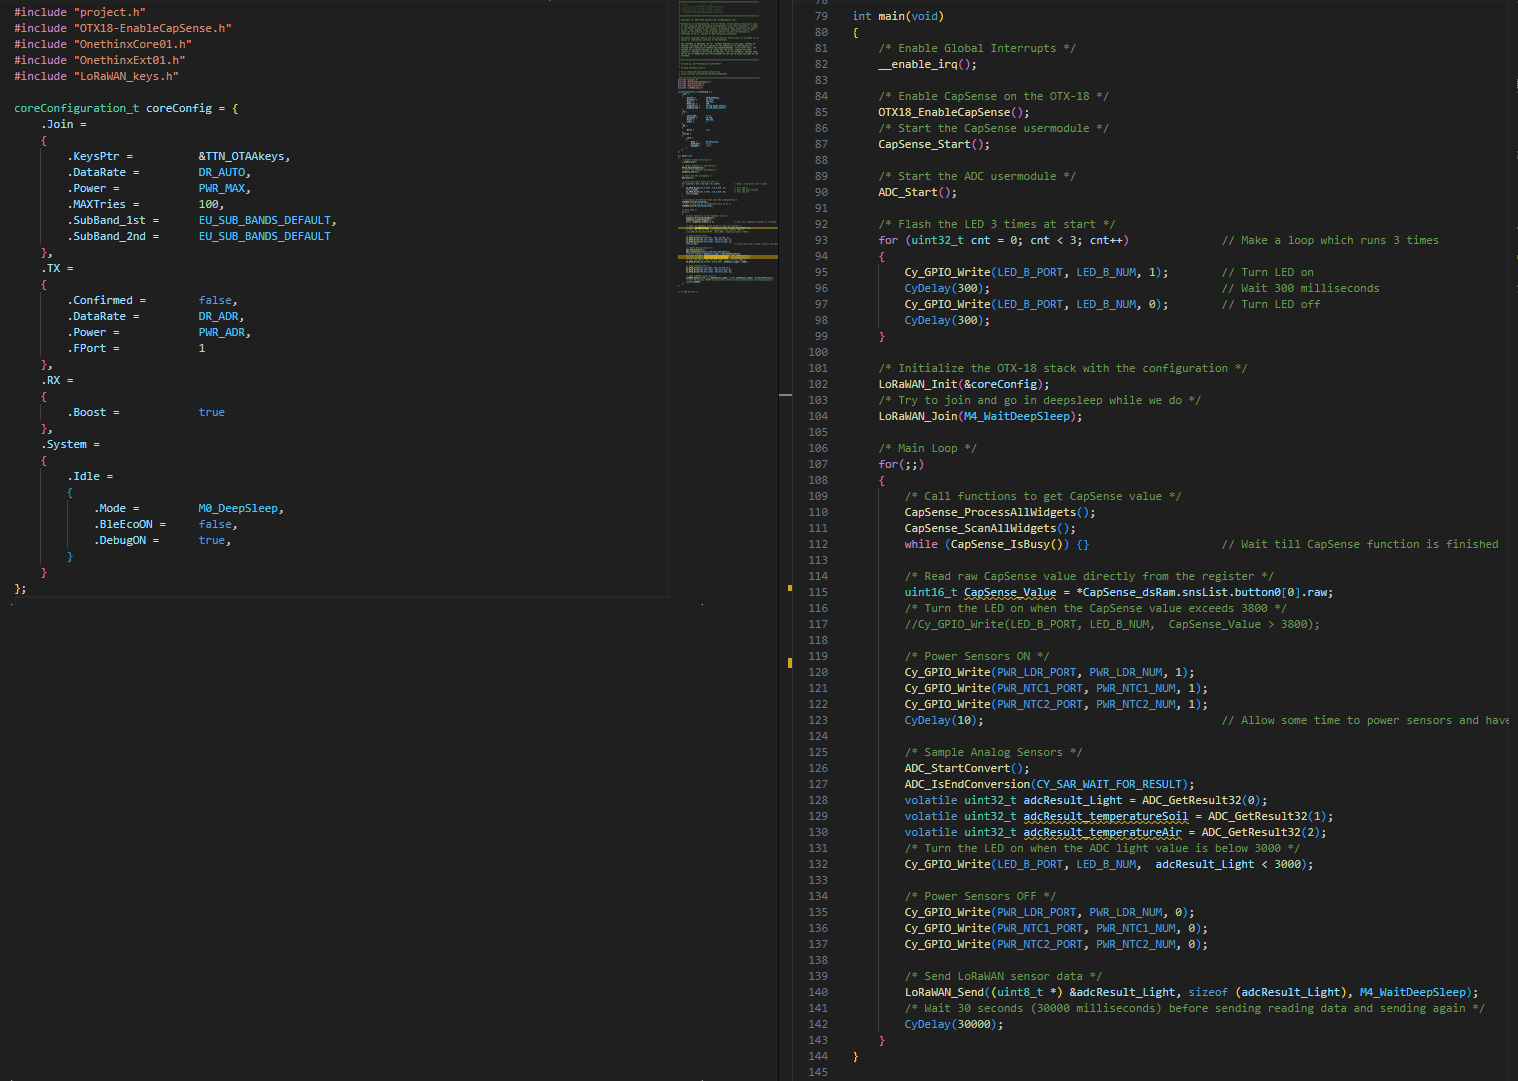 #include "project.h"
#include "OTX18-EnableCapSense.h"
#include "OnethinxCore01.h"
#include "OnethinxExt01.h"
#include "LoRaWAN_keys.h"
coreConfiguration_t coreConfig = {
.Join =
{
.KeysPtr = &TTN_OTAAkeys,
.DataRate = DR_AUTO,
.Power = PWR_MAX,
.MAXTries = 100,
.SubBand_1st = EU_SUB_BANDS_DEFAULT,
.SubBand_2nd = EU_SUB_BANDS_DEFAULT
},
.TX =
{
.Confirmed = false,
.DataRate = DR_ADR,
.Power = PWR_ADR,
.FPort = 1
},
.RX =
{
.Boost = true
},
.System =
{
.Idle =
{
.Mode = M0_DeepSleep,
.BleEcoON = false,
.DebugON = true,
}
}
};
79 int main(void)
80 {
81 /* Enable Global Interrupts */
82 __enable_irq();
83
84 /* Enable CapSense on the OTX-18 */
85 OTX18_EnableCapSense();
86 /* Start the CapSense usermodule */
87 CapSense_Start();
88
89 /* Start the ADC usermodule */
90 ADC_Start();
91
92 /* Flash the LED 3 times at start */
93 for (uint32_t cnt = 0; cnt < 3; cnt++) // Make a loop which runs 3 times
94 {
95 Cy_GPIO_Write(LED_B_PORT, LED_B_NUM, 1); // Turn LED on
96 CyDelay(300); // Wait 300 milliseconds
97 Cy_GPIO_Write(LED_B_PORT, LED_B_NUM, 0); // Turn LED off
98 CyDelay(300);
99 }
100
101 /* Initialize the OTX-18 stack with the configuration */
102 LoRaWAN_Init(&coreConfig);
103 /* Try to join and go in deepsleep while we do */
104 LoRaWAN_Join(M4_WaitDeepSleep);
105
106 /* Main Loop */
107 for(;;)
108 {
109 /* Call functions to get CapSense value */
110 CapSense_ProcessAllWidgets();
111 CapSense_ScanAllWidgets();
112 while (CapSense_IsBusy()) {} // Wait till CapSense function is finished
113
114 /* Read raw CapSense value directly from the register */
115 uint16_t CapSense_Value = *CapSense_dsRam.snsList.button0[0].raw;
116 /* Turn the LED on when the CapSense value exceeds 3800 */
117 //Cy_GPIO_Write(LED_B_PORT, LED_B_NUM, CapSense_Value > 3800);
118
119 /* Power Sensors ON */
120 Cy_GPIO_Write(PWR_LDR_PORT, PWR_LDR_NUM, 1);
121 Cy_GPIO_Write(PWR_NTC1_PORT, PWR_NTC1_NUM, 1);
122 Cy_GPIO_Write(PWR_NTC2_PORT, PWR_NTC2_NUM, 1);
123 CyDelay(10); // Allow some time to power sensors and have
124
125 /* Sample Analog Sensors */
126 ADC_StartConvert();
127 ADC_IsEndConversion(CY_SAR_WAIT_FOR_RESULT);
128 volatile uint32_t adcResult_Light = ADC_GetResult32(0);
129 volatile uint32_t adcResult_temperatureSoil = ADC_GetResult32(1);
130 volatile uint32_t adcResult_temperatureAir = ADC_GetResult32(2);
131 /* Turn the LED on when the ADC light value is below 3000 */
132 Cy_GPIO_Write(LED_B_PORT, LED_B_NUM, adcResult_Light < 3000);
133
134 /* Power Sensors OFF */
135 Cy_GPIO_Write(PWR_LDR_PORT, PWR_LDR_NUM, 0);
136 Cy_GPIO_Write(PWR_NTC1_PORT, PWR_NTC1_NUM, 0);
137 Cy_GPIO_Write(PWR_NTC2_PORT, PWR_NTC2_NUM, 0);
138
139 /* Send LoRaWAN sensor data */
140 LoRaWAN_Send((uint8_t *) &adcResult_Light, sizeof (adcResult_Light), M4_WaitDeepSleep);
141 /* Wait 30 seconds (30000 milliseconds) before sending reading data and sending again */
142 CyDelay(30000);
143 }
144 }
145